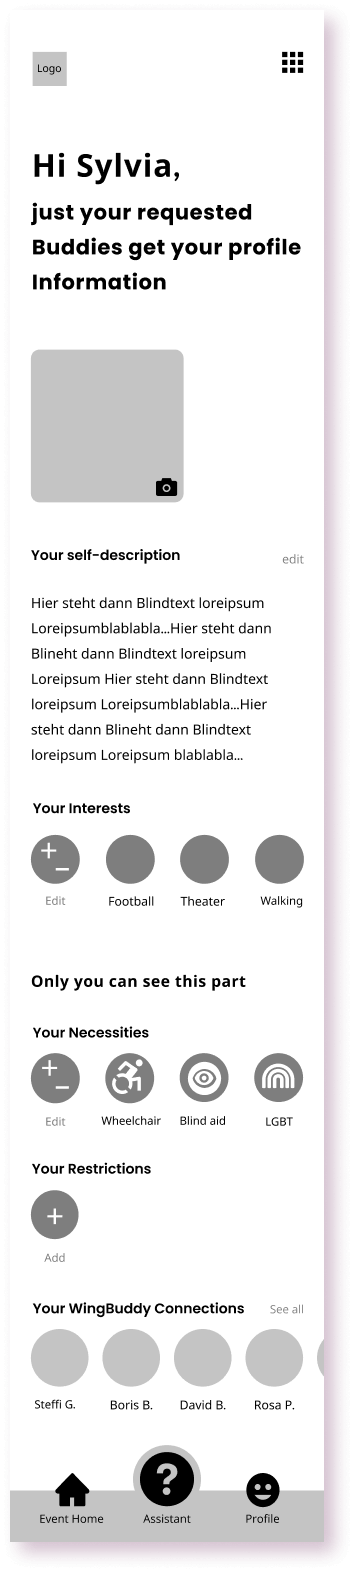 Logo
Hi Sylvia,
just your requested
Buddies get your profile
Information
Your self-description
edit
Hier steht dann Blindtext loreipsum
Loreipsumblablabla...Hier steht dann
Blineht dann Blindtext loreipsum
Loreipsum Hier steht dann Blindtext
loreipsum Loreipsumblablabla...Hier
steht dann Blineht dann Blindtext
loreipsum Loreipsum blablabla...
Your Interests
Edit Football Theater Walking
Only you can see this part
Your Necessities
Edit Wheelchair Blind aid LGBT
Your Restrictions
Add
Your WingBuddy Connections See all
Steffi G. Boris B. David B. Rosa P.
Event Home Assistant Profile